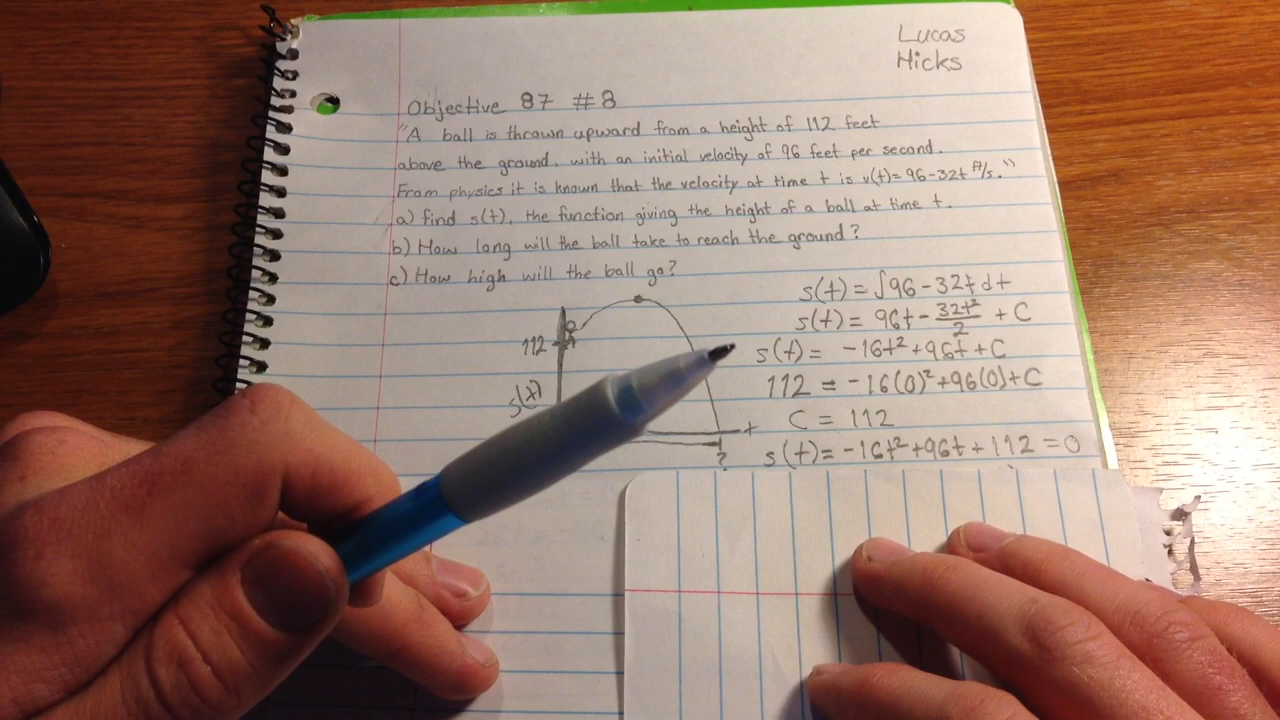 Lucas
Hicks
Objective 87 #8
"A ball is thrown upward from a height of 112 feet
above the ground, with an initial velocity of 96 feet per second.
From physics it is known that the velocity at time t is v(t)=96-32t ft/s."
a) find s(t), the function giving the height of a ball at time t.
b) How long will the ball take to reach the ground?
c) How high will the ball go?
s(t) = ∫96-32t dt
s(t) = 96t - 32t²/2 + C
s(t) = -16t²+96t+C
112 = -16(0)²+96(0)+C
C = 112
s(t)= -16t²+96t+112 =0
112
s(t)
t
?